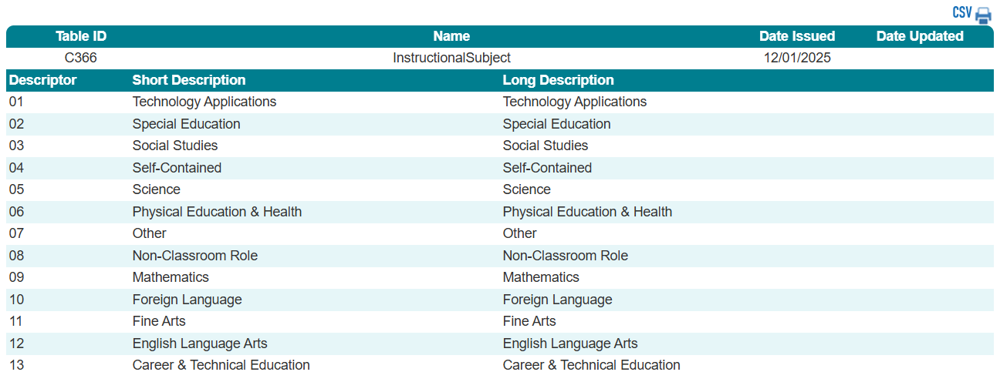 CSV
Table ID Name Date Issued Date Updated
C366 InstructionalSubject 12/01/2025
Descriptor Short Description Long Description
01 Technology Applications Technology Applications
02 Special Education Special Education
03 Social Studies Social Studies
04 Self-Contained Self-Contained
05 Science Science
06 Physical Education & Health Physical Education & Health
07 Other Other
08 Non-Classroom Role Non-Classroom Role
09 Mathematics Mathematics
10 Foreign Language Foreign Language
11 Fine Arts Fine Arts
12 English Language Arts English Language Arts
13 Career & Technical Education Career & Technical Education